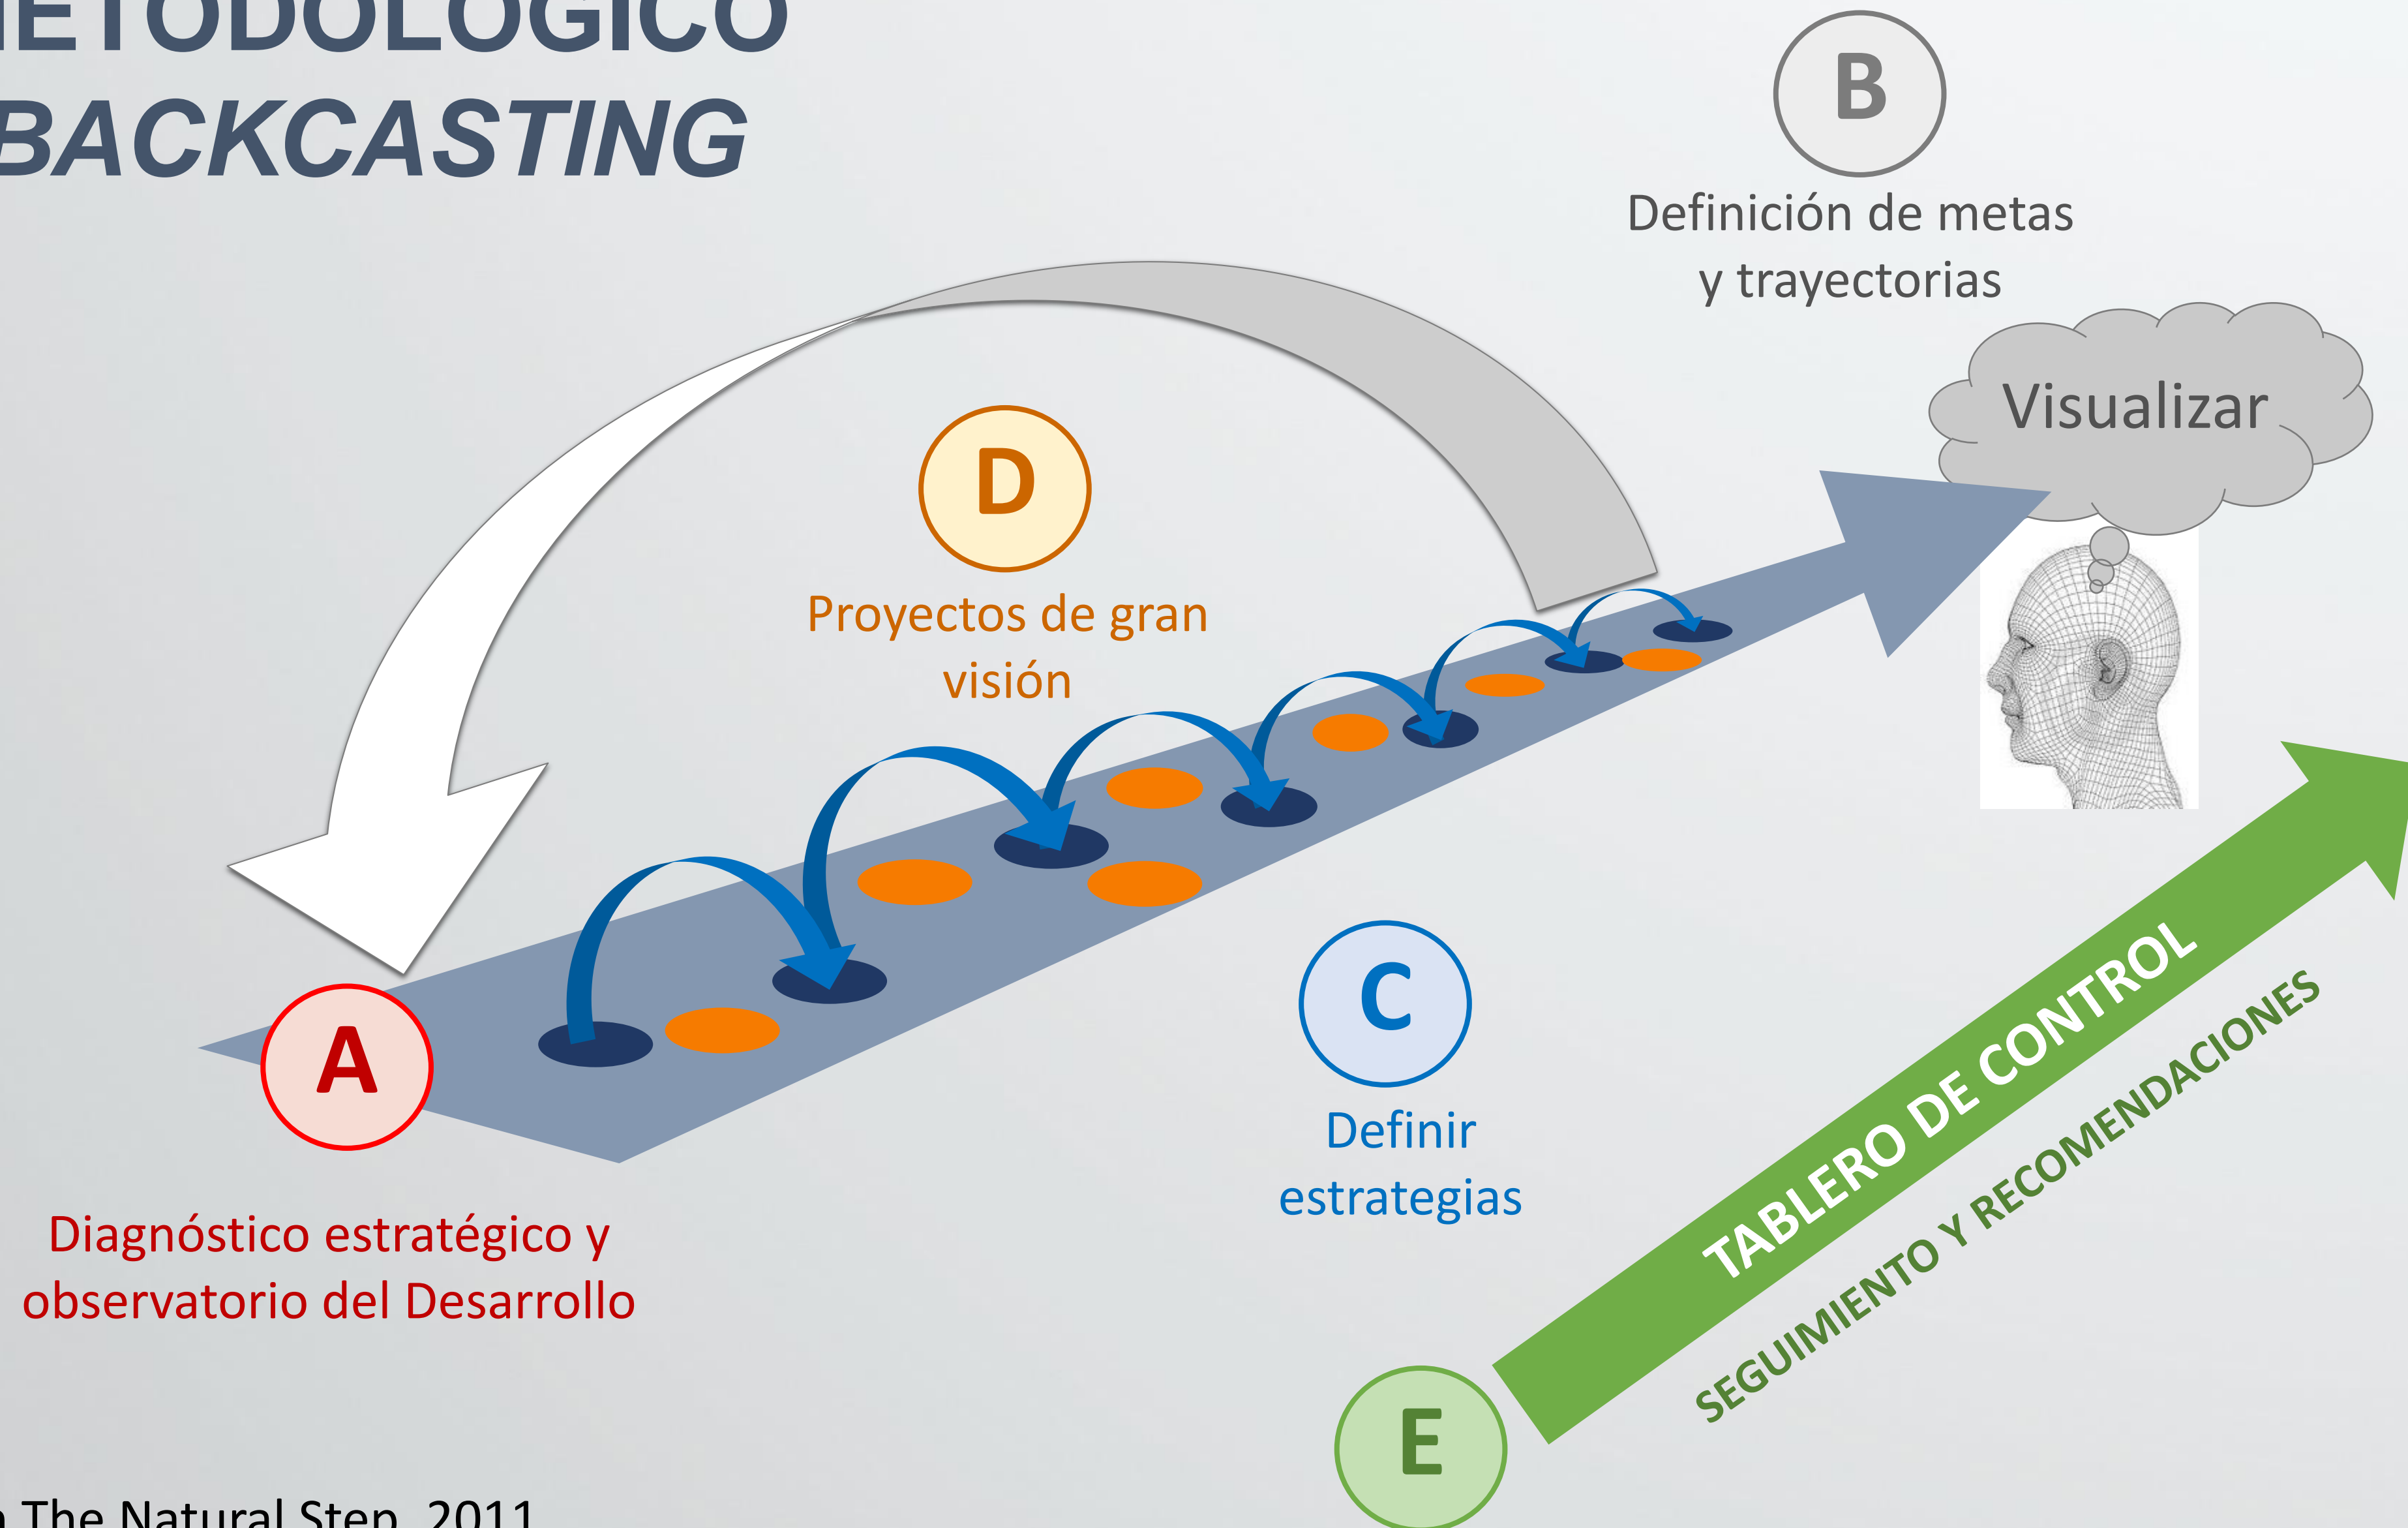 METODOLÓGICO
BACKCASTING
B
Definición de metas
y trayectorias
Visualizar
D
Proyectos de gran
visión
A
Diagnóstico estratégico y
observatorio del Desarrollo
C
Definir
estrategias
TABLERO DE CONTROL
SEGUIMIENTO Y RECOMENDACIONES
E
The Natural Step, 2011